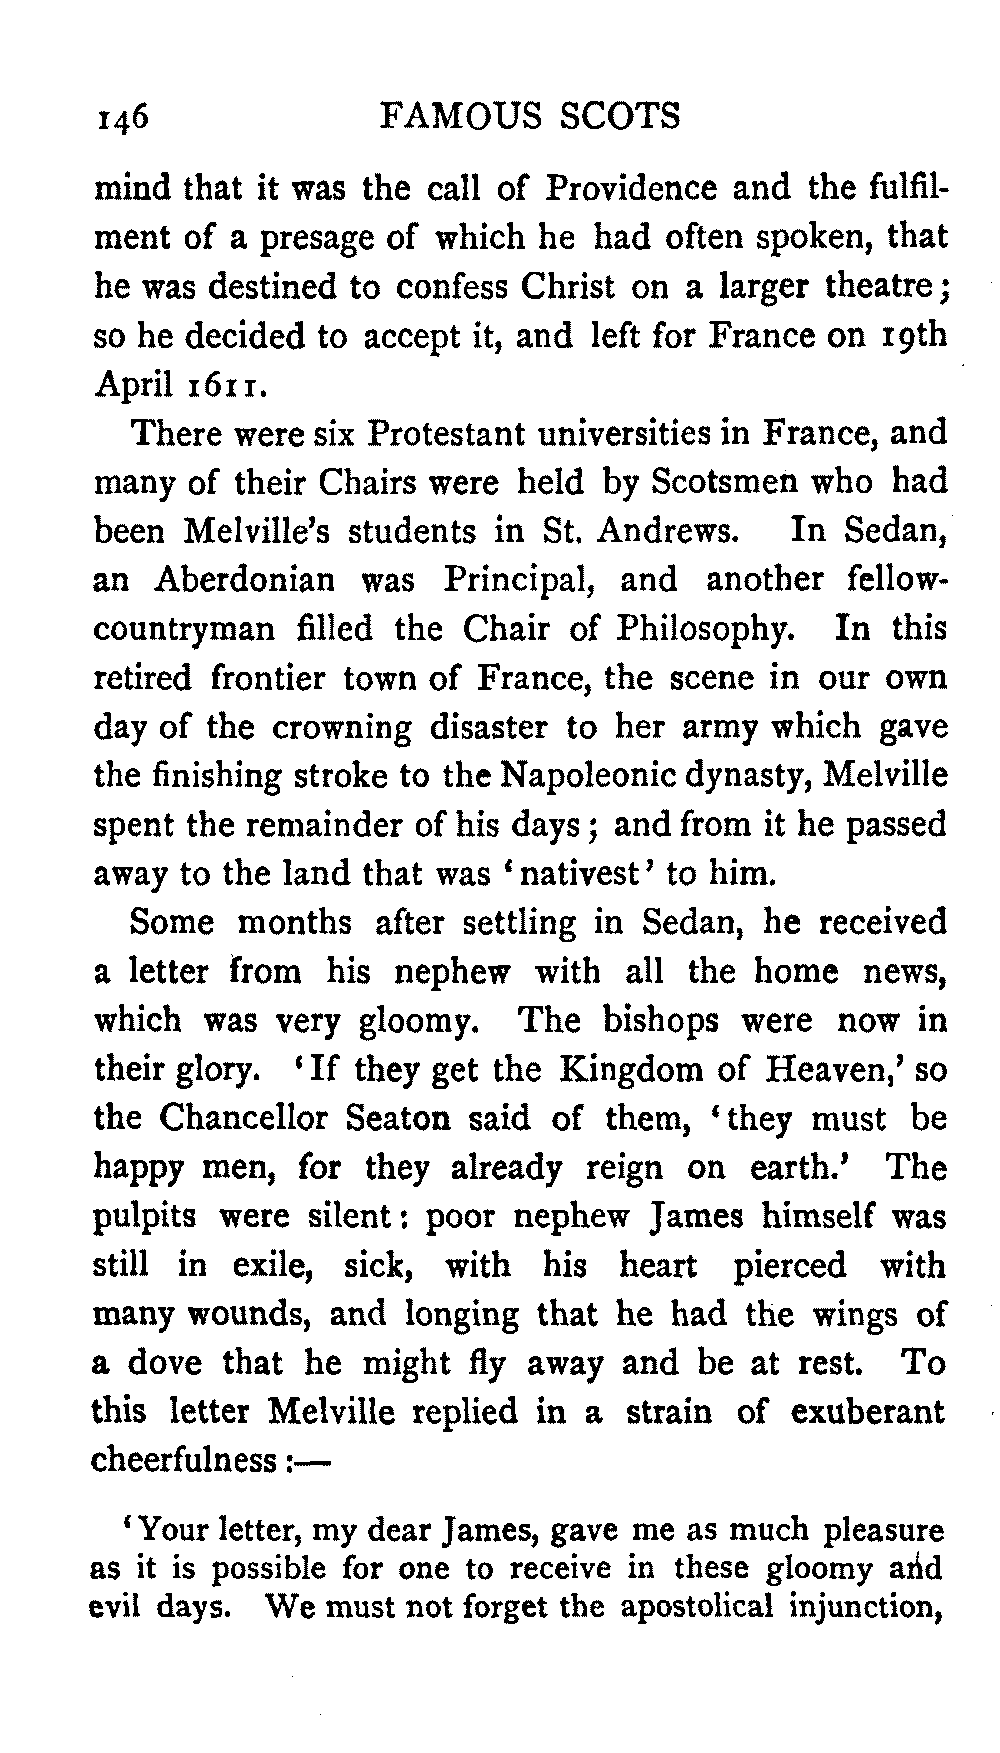 146 FAMOUS SCOTS
mind that it was the call of Providence and the fulfil-
ment of a presage of which he had often spoken, that
he was destined to confess Christ on a larger theatre;
so he decided to accept it, and left for France on 19th
April 1611.
There were six Protestant universities in France, and
many of their Chairs were held by Scotsmen who had
been Melville's students in St. Andrews. In Sedan,
an Aberdonian was Principal, and another fellow-
countryman filled the Chair of Philosophy. In this
retired frontier town of France, the scene in our own
day of the crowning disaster to her army which gave
the finishing stroke to the Napoleonic dynasty, Melville
spent the remainder of his days; and from it he passed
away to the land that was 'nativest' to him.
Some months after settling in Sedan, he received
a letter from his nephew with all the home news,
which was very gloomy. The bishops were now in
their glory. 'If they get the Kingdom of Heaven,' so
the Chancellor Seaton said of them, 'they must be
happy men, for they already reign on earth.' The
pulpits were silent: poor nephew James himself was
still in exile, sick, with his heart pierced with
many wounds, and longing that he had the wings of
a dove that he might fly away and be at rest. To
this letter Melville replied in a strain of exuberant
cheerfulness:—
'Your letter, my dear James, gave me as much pleasure
as it is possible for one to receive in these gloomy and
evil days. We must not forget the apostolical injunction,